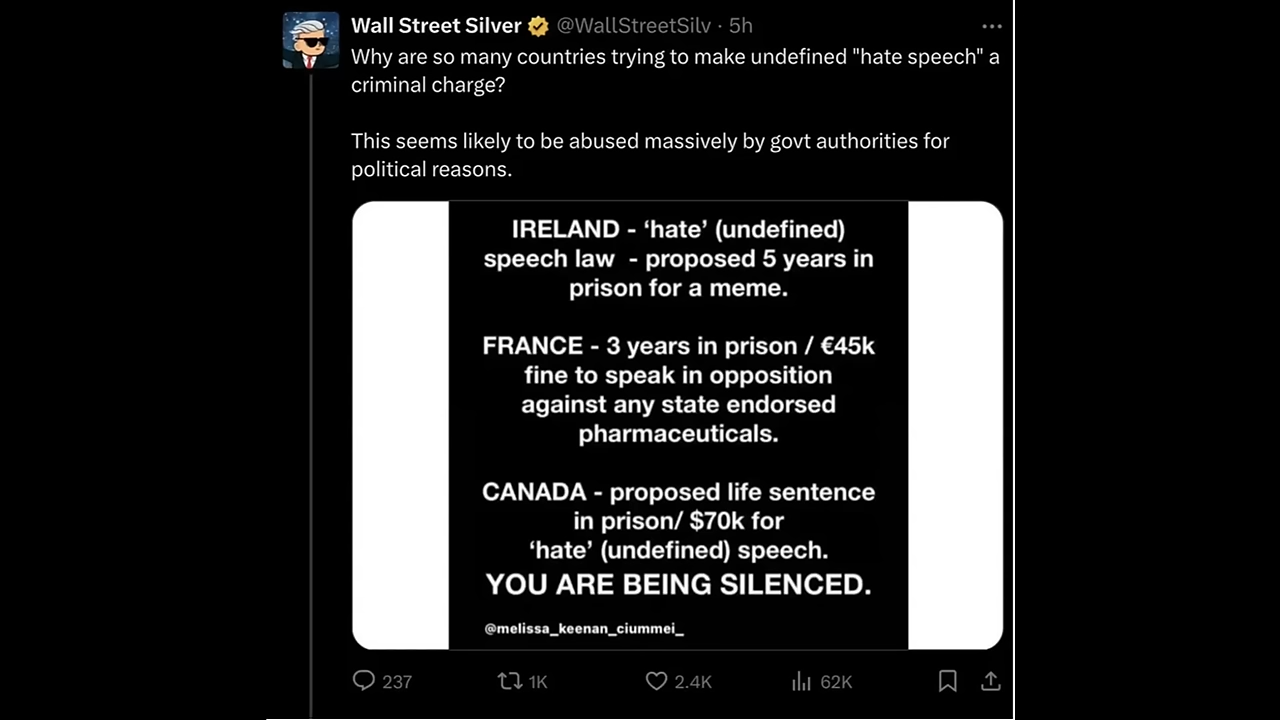 Wall Street Silver @WallStreetSilv · 5h
Why are so many countries trying to make undefined "hate speech" a
criminal charge?
This seems likely to be abused massively by govt authorities for
political reasons.
IRELAND - ‘hate’ (undefined)
speech law - proposed 5 years in
prison for a meme.
FRANCE - 3 years in prison / €45k
fine to speak in opposition
against any state endorsed
pharmaceuticals.
CANADA - proposed life sentence
in prison/ $70k for
‘hate’ (undefined) speech.
YOU ARE BEING SILENCED.
@melissa_keenan_ciummei_
237 1K 2.4K 62K